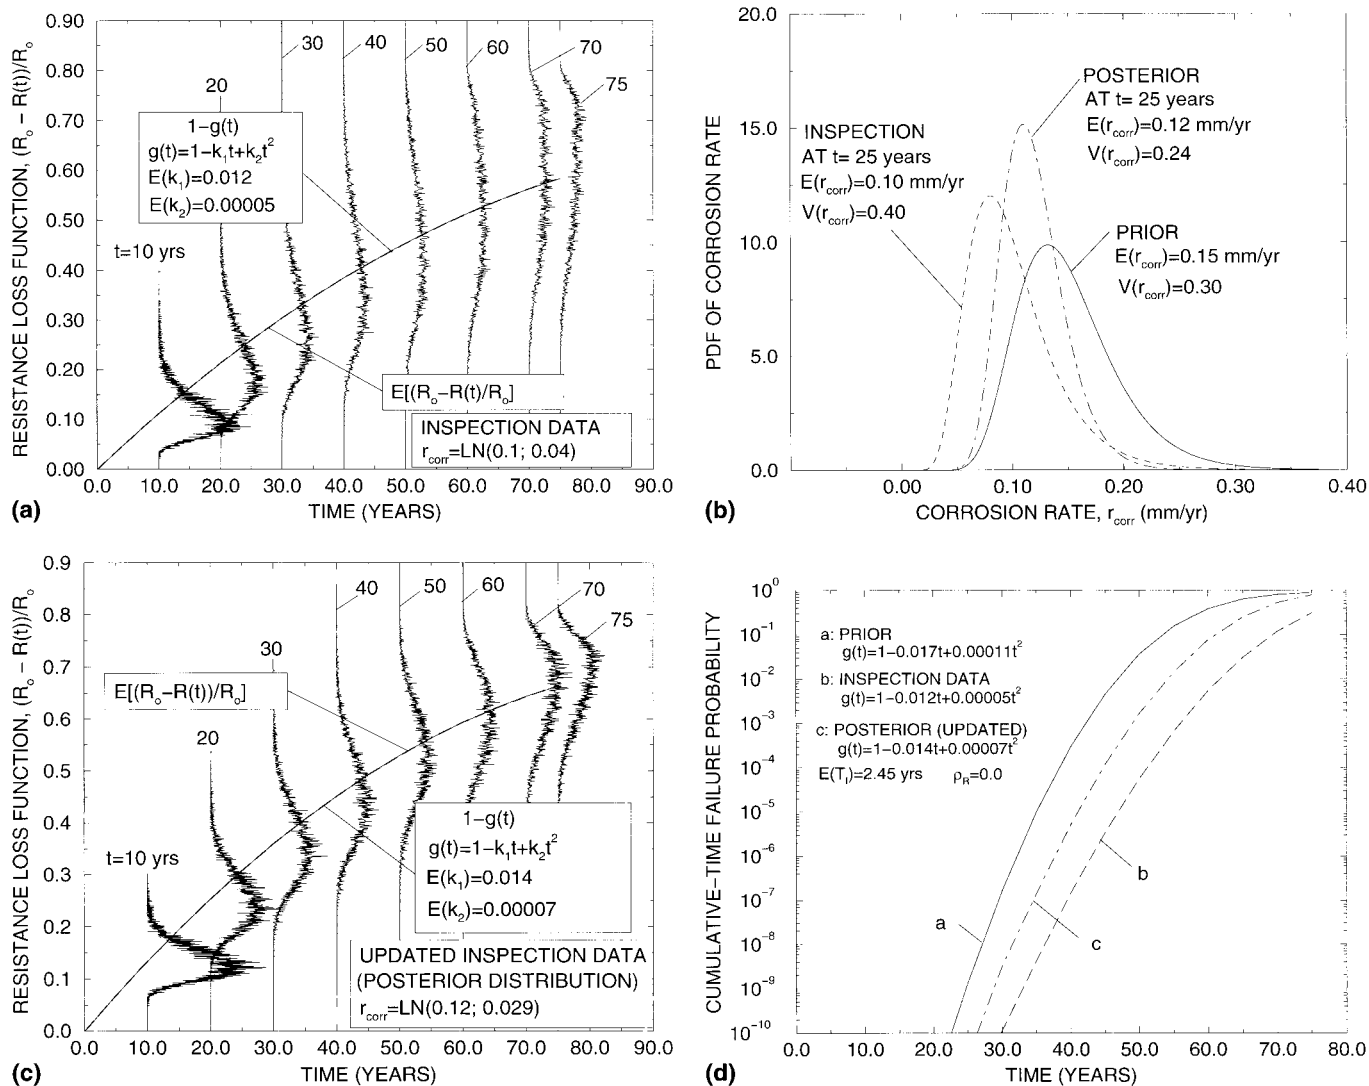 0.90
0.80
0.70
0.60
0.50
0.40
0.30
0.20
0.10
0.00
RESISTANCE LOSS FUNCTION, (Ro − R(t))/Ro
20
30
40
50
60
70
75
1−g(t)
g(t)=1−k1t+k2t²
E(k1)=0.012
E(k2)=0.00005
t=10 yrs
E[(Ro−R(t)/Ro]
INSPECTION DATA
rcorr=LN(0.1; 0.04)
0.0 10.0 20.0 30.0 40.0 50.0 60.0 70.0 80.0 90.0
(a)
TIME (YEARS)
20.0
15.0
10.0
5.0
0.0
PDF OF CORROSION RATE
POSTERIOR
AT t= 25 years
E(rcorr)=0.12 mm/yr
V(rcorr)=0.24
INSPECTION
AT t= 25 years
E(rcorr)=0.10 mm/yr
V(rcorr)=0.40
PRIOR
E(rcorr)=0.15 mm/yr
V(rcorr)=0.30
0.00 0.10 0.20 0.30 0.40
(b)
CORROSION RATE, rcorr (mm/yr)
0.9
0.8
0.7
0.6
0.5
0.4
0.3
0.2
0.1
0.0
RESISTANCE LOSS FUNCTION, (Ro − R(t))/Ro
40
50
60
70
75
30
E[(Ro−R(t))/Ro]
20
t=10 yrs
1−g(t)
g(t)=1−k1t+k2t²
E(k1)=0.014
E(k2)=0.00007
UPDATED INSPECTION DATA
(POSTERIOR DISTRIBUTION)
rcorr=LN(0.12; 0.029)
0.0 10.0 20.0 30.0 40.0 50.0 60.0 70.0 80.0 90.0
(c)
TIME (YEARS)
10⁰
10⁻¹
10⁻²
10⁻³
10⁻⁴
10⁻⁵
10⁻⁶
10⁻⁷
10⁻⁸
10⁻⁹
10⁻¹⁰
CUMULATIVE−TIME FAILURE PROBABILITY
a: PRIOR
g(t)=1−0.017t+0.00011t²
b: INSPECTION DATA
g(t)=1−0.012t+0.00005t²
c: POSTERIOR (UPDATED)
g(t)=1−0.014t+0.00007t²
E(Tl)=2.45 yrs ρR=0.0
b
a
c
0.0 10.0 20.0 30.0 40.0 50.0 60.0 70.0 80.0
(d)
TIME (YEARS)